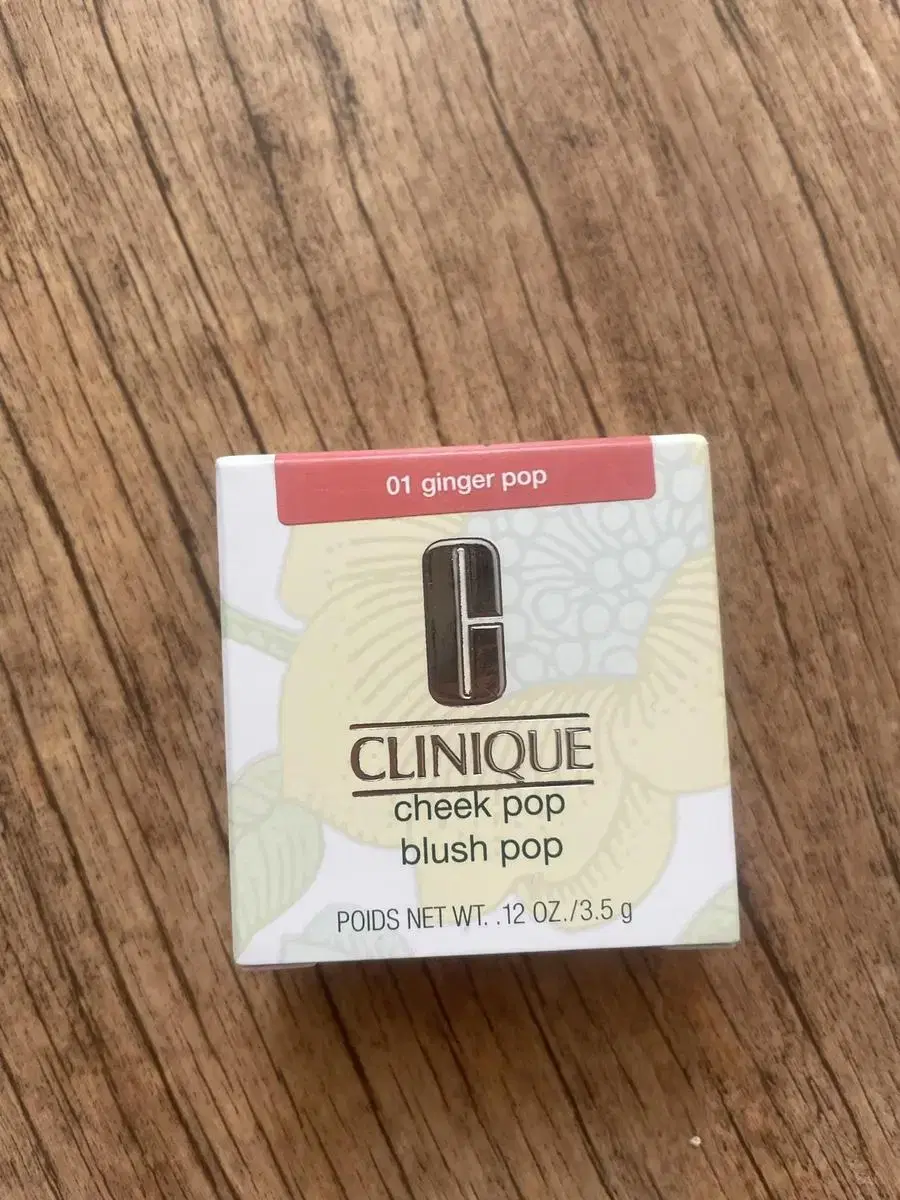 01 ginger pop
CLINIQUE
cheek pop
blush pop
POIDS NET WT. .12 OZ./3.5 g